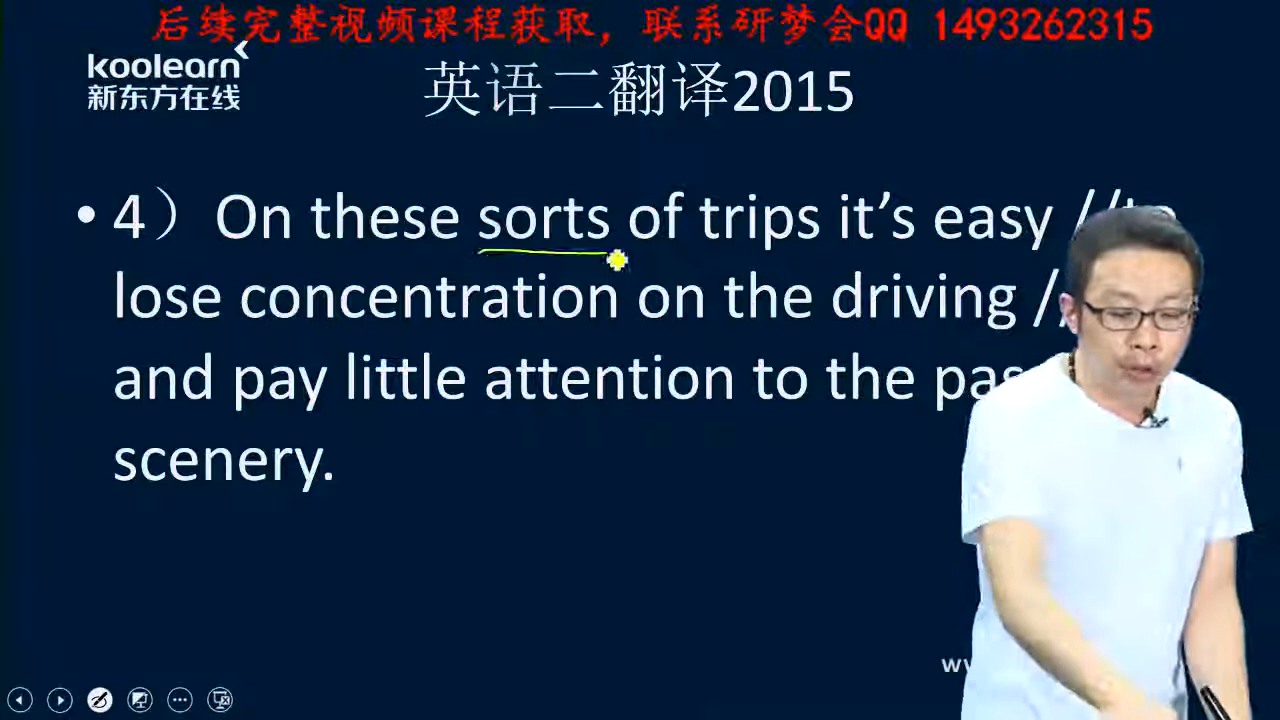 后续完整视频课程获取，联系研梦会QQ 1493262315
koolearn
新东方在线
英语二翻译2015
• 4）On these sorts of trips it's easy //to
lose concentration on the driving //
and pay little attention to the
scenery.